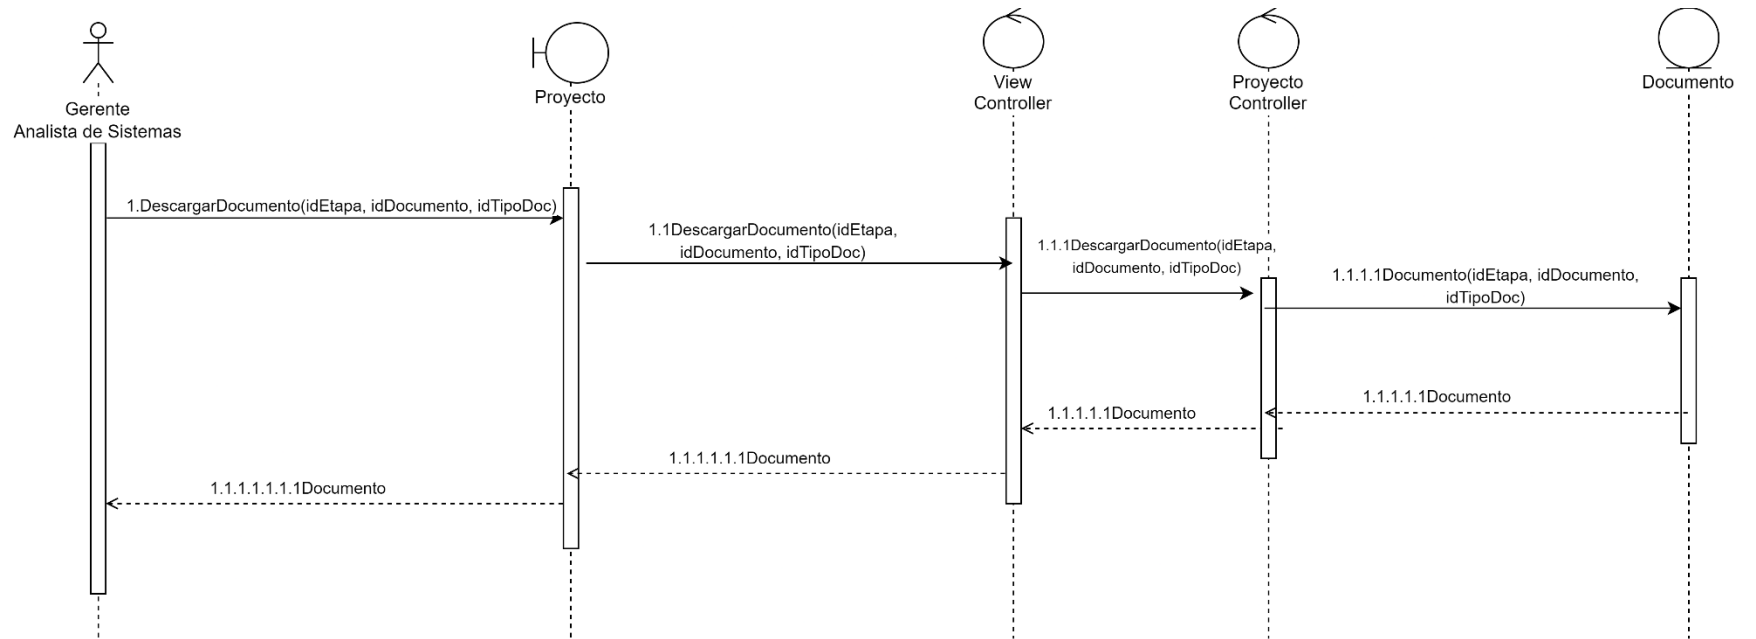 Gerente
Analista de Sistemas
Proyecto
View
Controller
Proyecto
Controller
Documento
1.DescargarDocumento(idEtapa, idDocumento, idTipoDoc)
1.1DescargarDocumento(idEtapa,
idDocumento, idTipoDoc)
1.1.1DescargarDocumento(idEtapa,
idDocumento, idTipoDoc)
1.1.1.1Documento(idEtapa, idDocumento,
idTipoDoc)
1.1.1.1.1Documento
1.1.1.1.1Documento
1.1.1.1.1.1Documento
1.1.1.1.1.1.1Documento